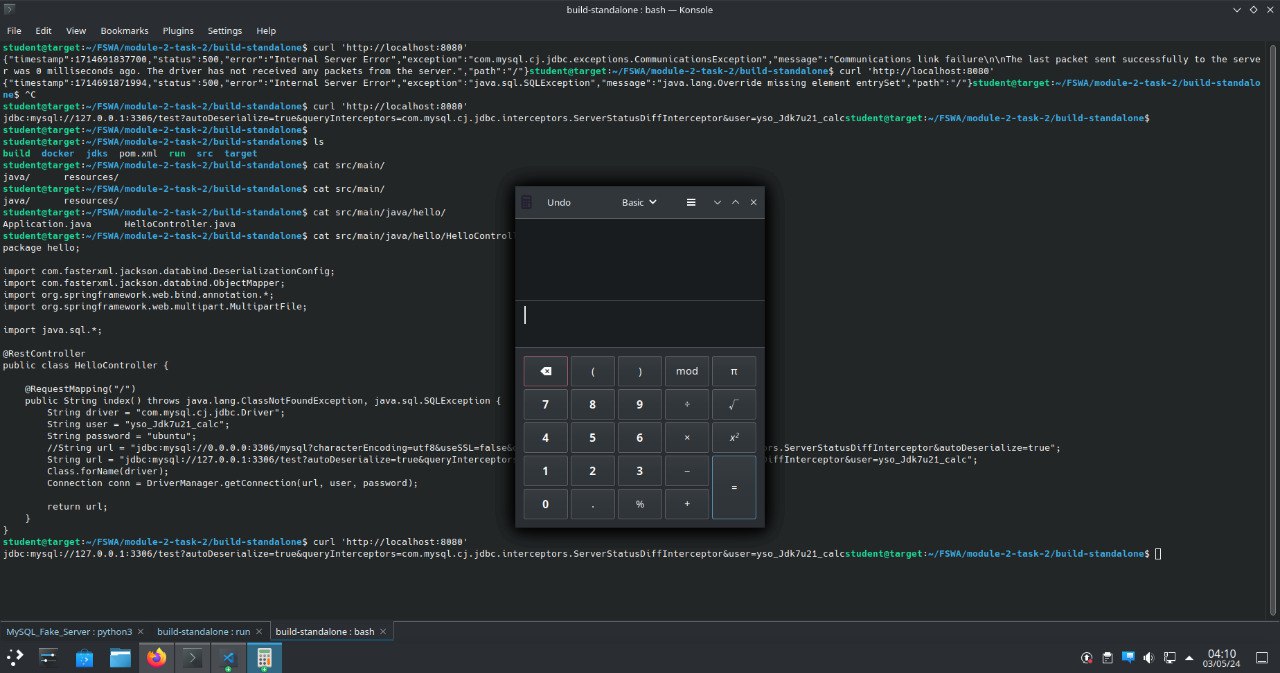 build-standalone : bash — Konsole
File Edit View Bookmarks Plugins Settings Help
student@target:~/FSWA/module-2-task-2/build-standalone$ curl 'http://localhost:8080'
{"timestamp":1714691837700,"status":500,"error":"Internal Server Error","exception":"com.mysql.cj.jdbc.exceptions.CommunicationsException","message":"Communications link failure\n\nThe last packet sent successfully to the serve
r was 0 milliseconds ago. The driver has not received any packets from the server.","path":"/"}student@target:~/FSWA/module-2-task-2/build-standalone$ curl 'http://localhost:8080'
{"timestamp":1714691871994,"status":500,"error":"Internal Server Error","exception":"java.sql.SQLException","message":"java.lang.Override missing element entrySet","path":"/"}student@target:~/FSWA/module-2-task-2/build-standalo
ne$ ^C
student@target:~/FSWA/module-2-task-2/build-standalone$ curl 'http://localhost:8080'
jdbc:mysql://127.0.0.1:3306/test?autoDeserialize=true&queryInterceptors=com.mysql.cj.jdbc.interceptors.ServerStatusDiffInterceptor&user=yso_Jdk7u21_calcstudent@target:~/FSWA/module-2-task-2/build-standalone$
student@target:~/FSWA/module-2-task-2/build-standalone$
student@target:~/FSWA/module-2-task-2/build-standalone$ ls
build docker jdks pom.xml run src target
student@target:~/FSWA/module-2-task-2/build-standalone$ cat src/main/
java/ resources/
student@target:~/FSWA/module-2-task-2/build-standalone$ cat src/main/
java/ resources/
student@target:~/FSWA/module-2-task-2/build-standalone$ cat src/main/java/hello/
Application.java HelloController.java
student@target:~/FSWA/module-2-task-2/build-standalone$ cat src/main/java/hello/HelloControl
package hello;
import com.fasterxml.jackson.databind.DeserializationConfig;
import com.fasterxml.jackson.databind.ObjectMapper;
import org.springframework.web.bind.annotation.*;
import org.springframework.web.multipart.MultipartFile;
import java.sql.*;
@RestController
public class HelloController {
@RequestMapping("/")
public String index() throws java.lang.ClassNotFoundException, java.sql.SQLException {
String driver = "com.mysql.cj.jdbc.Driver";
String user = "yso_Jdk7u21_calc";
String password = "ubuntu";
//String url = "jdbc:mysql://0.0.0.0:3306/mysql?characterEncoding=utf8&useSSL=false& rs.ServerStatusDiffInterceptor&autoDeserialize=true";
String url = "jdbc:mysql://127.0.0.1:3306/test?autoDeserialize=true&queryInterceptors DiffInterceptor&user=yso_Jdk7u21_calc";
Class.forName(driver);
Connection conn = DriverManager.getConnection(url, user, password);
return url;
}
}
student@target:~/FSWA/module-2-task-2/build-standalone$ curl 'http://localhost:8080'
jdbc:mysql://127.0.0.1:3306/test?autoDeserialize=true&queryInterceptors=com.mysql.cj.jdbc.interceptors.ServerStatusDiffInterceptor&user=yso_Jdk7u21_calcstudent@target:~/FSWA/module-2-task-2/build-standalone$
Undo Basic
( ) mod π
7 8 9 ÷ √
4 5 6 × x²
1 2 3 −
=
0 . % +
MySQL_Fake_Server : python3 build-standalone : run build-standalone : bash
04:10
03/05/24